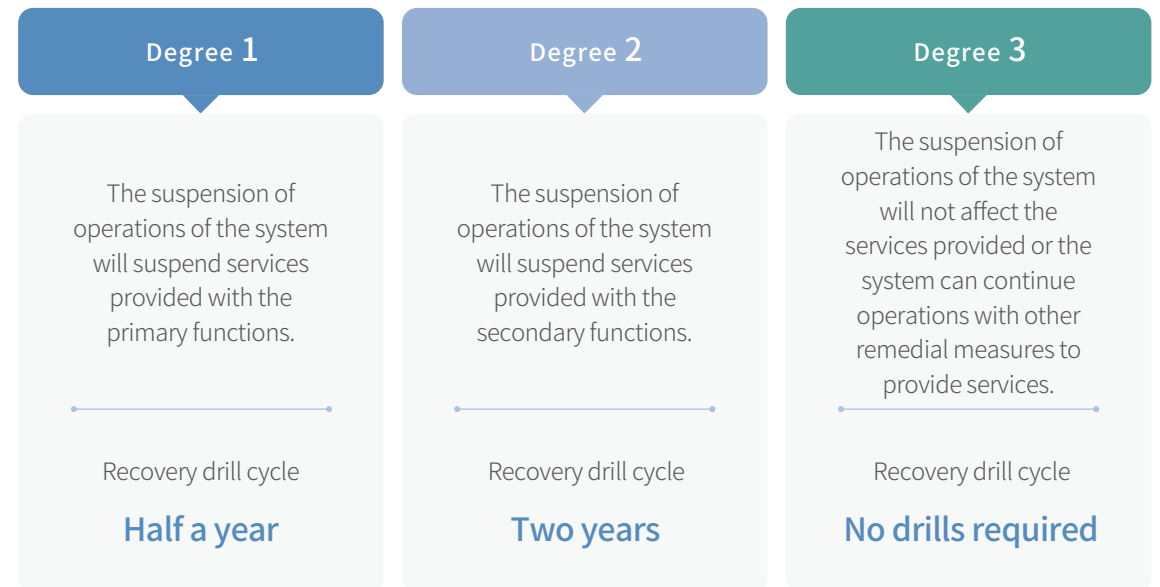 Degree 1
The suspension of
operations of the system
will suspend services
provided with the
primary functions.
Recovery drill cycle
Half a year
Degree 2
The suspension of
operations of the system
will suspend services
provided with the
secondary functions.
Recovery drill cycle
Two years
Degree 3
The suspension of
operations of the system
will not affect the
services provided or the
system can continue
operations with other
remedial measures to
provide services.
Recovery drill cycle
No drills required